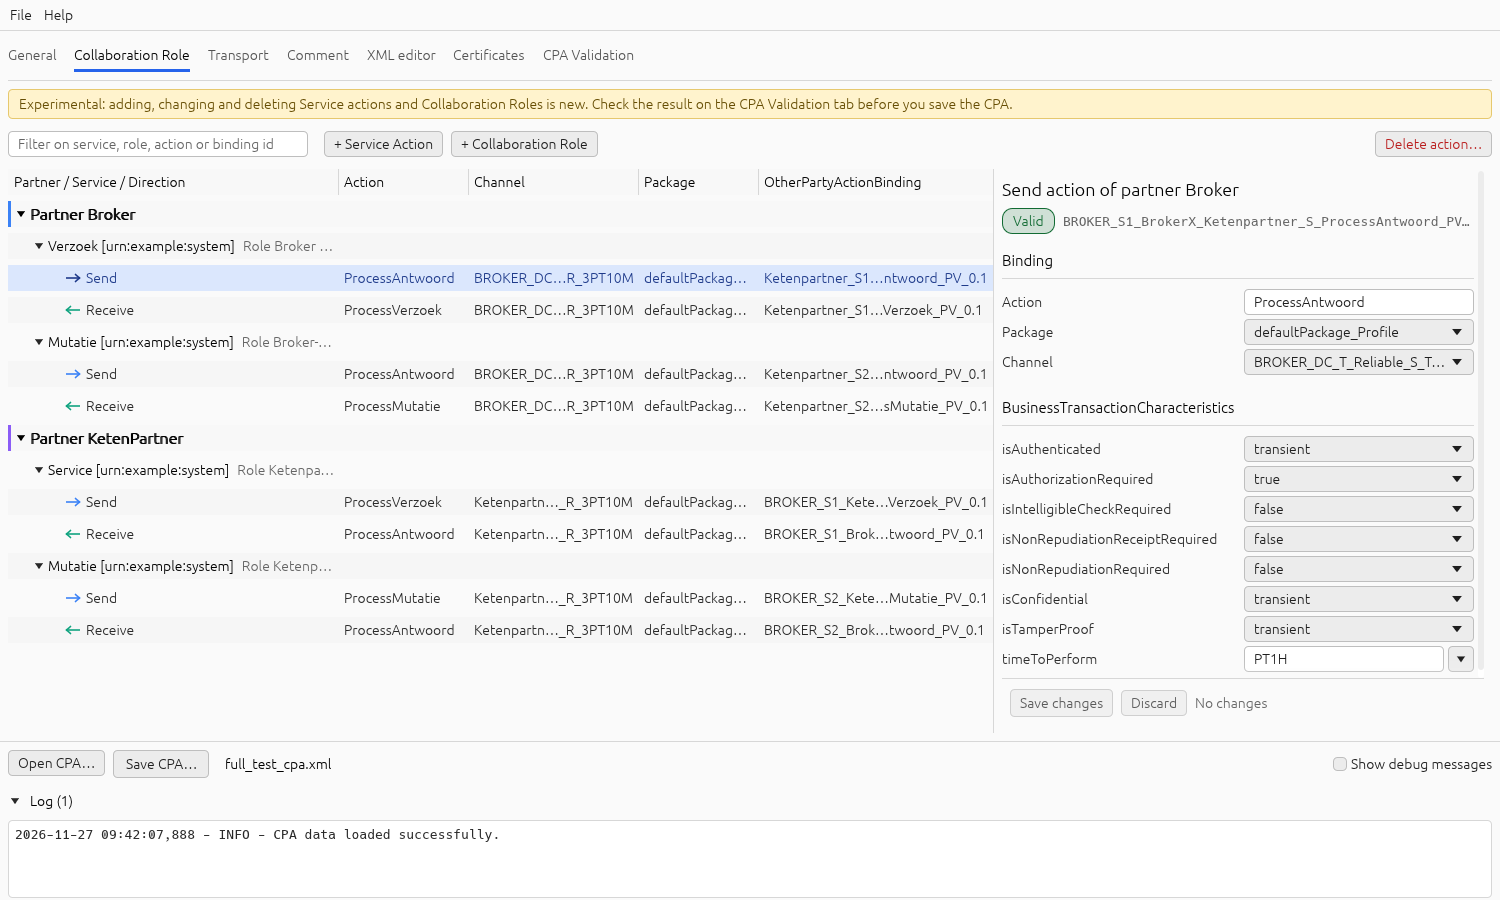 File Help
General Collaboration Role Transport Comment XML editor Certificates CPA Validation
Experimental: adding, changing and deleting Service actions and Collaboration Roles is new. Check the result on the CPA Validation tab before you save the CPA.
Filter on service, role, action or binding id + Service Action + Collaboration Role Delete action...
Partner / Service / Direction Action Channel Package OtherPartyActionBinding
Partner Broker
Verzoek [urn:example:system] Role Broker ...
Send ProcessAntwoord BROKER_DC...R_3PT10M defaultPackag... Ketenpartner_S1...ntwoord_PV_0.1
Receive ProcessVerzoek BROKER_DC...R_3PT10M defaultPackag... Ketenpartner_S1...Verzoek_PV_0.1
Mutatie [urn:example:system] Role Broker-...
Send ProcessAntwoord BROKER_DC...R_3PT10M defaultPackag... Ketenpartner_S2...ntwoord_PV_0.1
Receive ProcessMutatie BROKER_DC...R_3PT10M defaultPackag... Ketenpartner_S2...sMutatie_PV_0.1
Partner KetenPartner
Service [urn:example:system] Role Ketenpa...
Send ProcessVerzoek Ketenpartn..._R_3PT10M defaultPackag... BROKER_S1_Kete...Verzoek_PV_0.1
Receive ProcessAntwoord Ketenpartn..._R_3PT10M defaultPackag... BROKER_S1_Brok...twoord_PV_0.1
Mutatie [urn:example:system] Role Ketenp...
Send ProcessMutatie Ketenpartn..._R_3PT10M defaultPackag... BROKER_S2_Kete...Mutatie_PV_0.1
Receive ProcessAntwoord Ketenpartn..._R_3PT10M defaultPackag... BROKER_S2_Brok...twoord_PV_0.1
Send action of partner Broker
Valid BROKER_S1_BrokerX_Ketenpartner_S_ProcessAntwoord_PV...
Binding
Action ProcessAntwoord
Package defaultPackage_Profile
Channel BROKER_DC_T_Reliable_S_T...
BusinessTransactionCharacteristics
isAuthenticated transient
isAuthorizationRequired true
isIntelligibleCheckRequired false
isNonRepudiationReceiptRequired false
isNonRepudiationRequired false
isConfidential transient
isTamperProof transient
timeToPerform PT1H
Save changes Discard No changes
Open CPA... Save CPA... full_test_cpa.xml Show debug messages
Log (1)
2026-11-27 09:42:07,888 - INFO - CPA data loaded successfully.